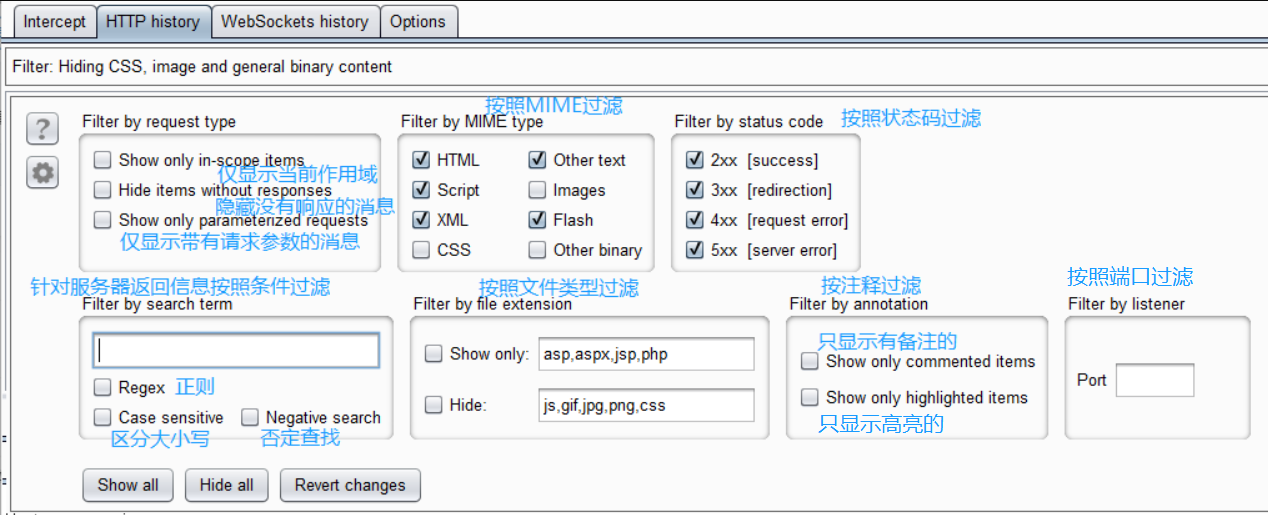 Intercept
HTTP history
WebSockets history
Options
Filter: Hiding CSS, image and general binary content
Filter by request type
Show only in-scope items
仅显示当前作用域
Hide items without responses
隐藏没有响应的消息
Show only parameterized requests
仅显示带有请求参数的消息
按照MIME过滤
Filter by MIME type
HTML
Other text
Script
Images
XML
Flash
CSS
Other binary
Filter by status code
按照状态码过滤
2xx [success]
3xx [redirection]
4xx [request error]
5xx [server error]
针对服务器返回信息按照条件过滤
Filter by search term
Regex 正则
Case sensitive
Negative search
区分大小写
否定查找
按照文件类型过滤
Filter by file extension
Show only: asp,aspx,jsp,php
Hide: js,gif,jpg,png,css
按注释过滤
Filter by annotation
只显示有备注的
Show only commented items
Show only highlighted items
只显示高亮的
按照端口过滤
Filter by listener
Port
Show all
Hide all
Revert changes